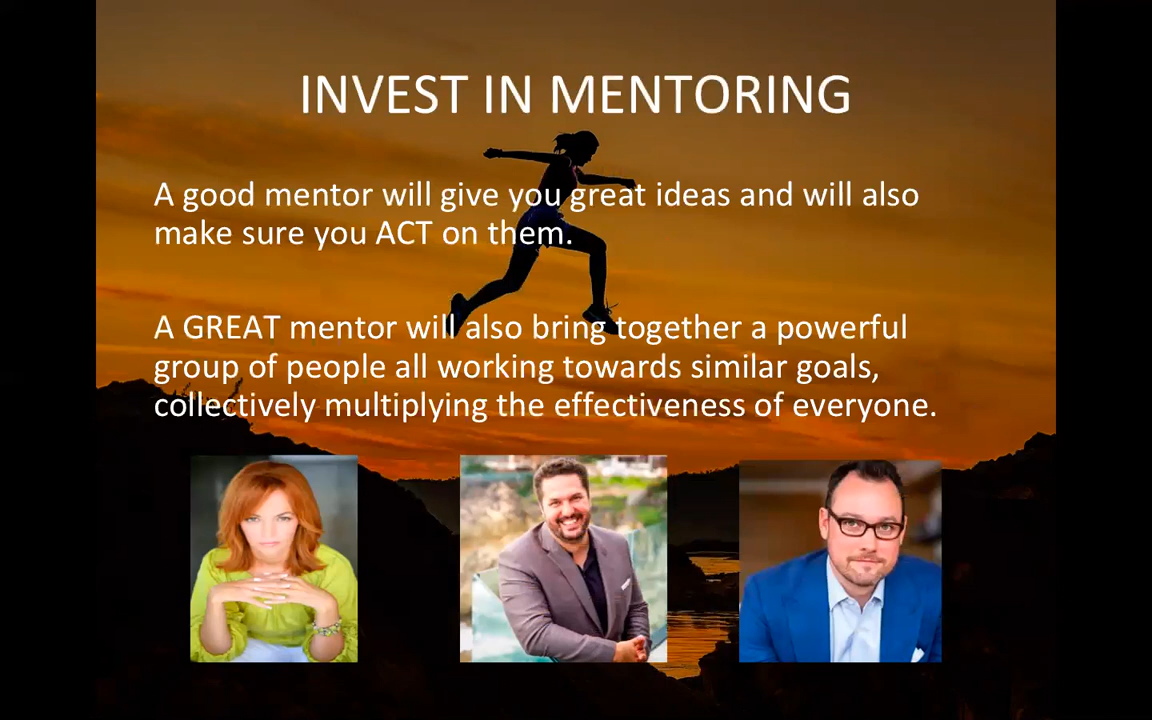 INVEST IN MENTORING
A good mentor will give you great ideas and will also
make sure you ACT on them.
A GREAT mentor will also bring together a powerful
group of people all working towards similar goals,
collectively multiplying the effectiveness of everyone.